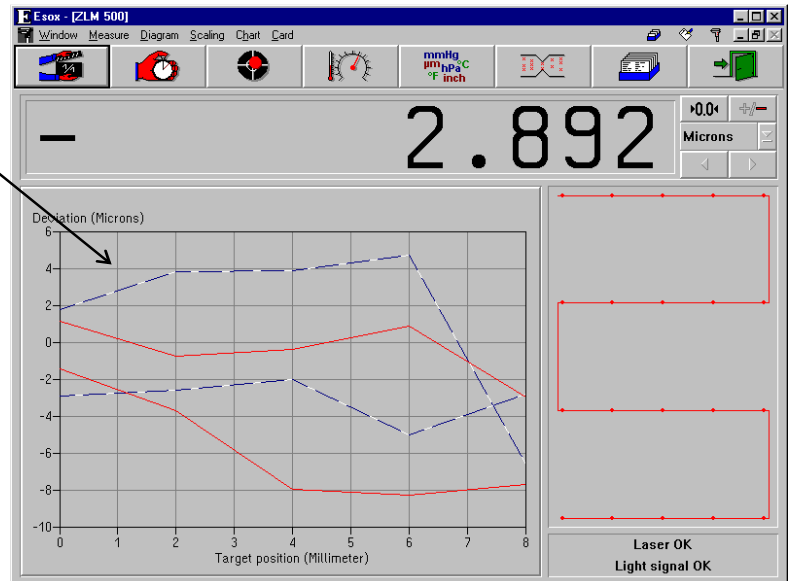 Esox - [ZLM 500]
Window Measure Diagram Scaling Chart Card
1/1
mmHg
µm hPa °C
°F inch
- 2.892
0.0
+/-
Microns
Deviation (Microns)
6
4
2
0
-2
-4
-6
-8
-10
0 1 2 3 4 5 6 7 8
Target position (Millimeter)
Laser OK
Light signal OK